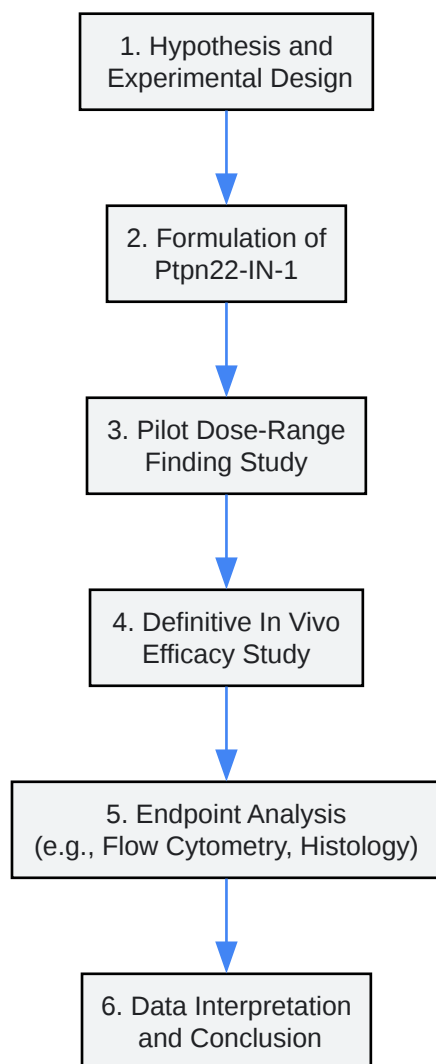 1. Hypothesis and
Experimental Design
2. Formulation of
Ptpn22-IN-1
3. Pilot Dose-Range
Finding Study
4. Definitive In Vivo
Efficacy Study
5. Endpoint Analysis
(e.g., Flow Cytometry, Histology)
6. Data Interpretation
and Conclusion